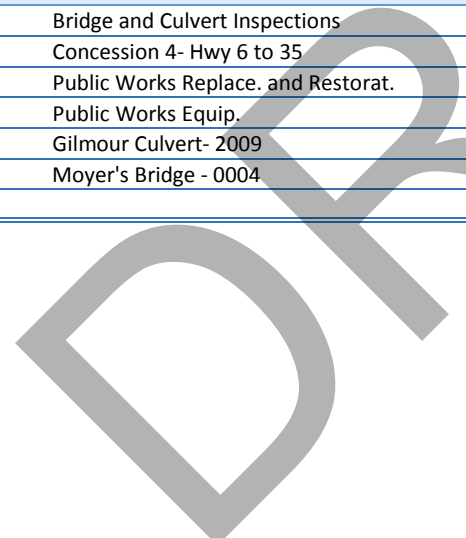 Bridge and Culvert Inspections
Concession 4- Hwy 6 to 35
Public Works Replace. and Restorat.
Public Works Equip.
Gilmour Culvert- 2009
Moyer's Bridge - 0004
DR